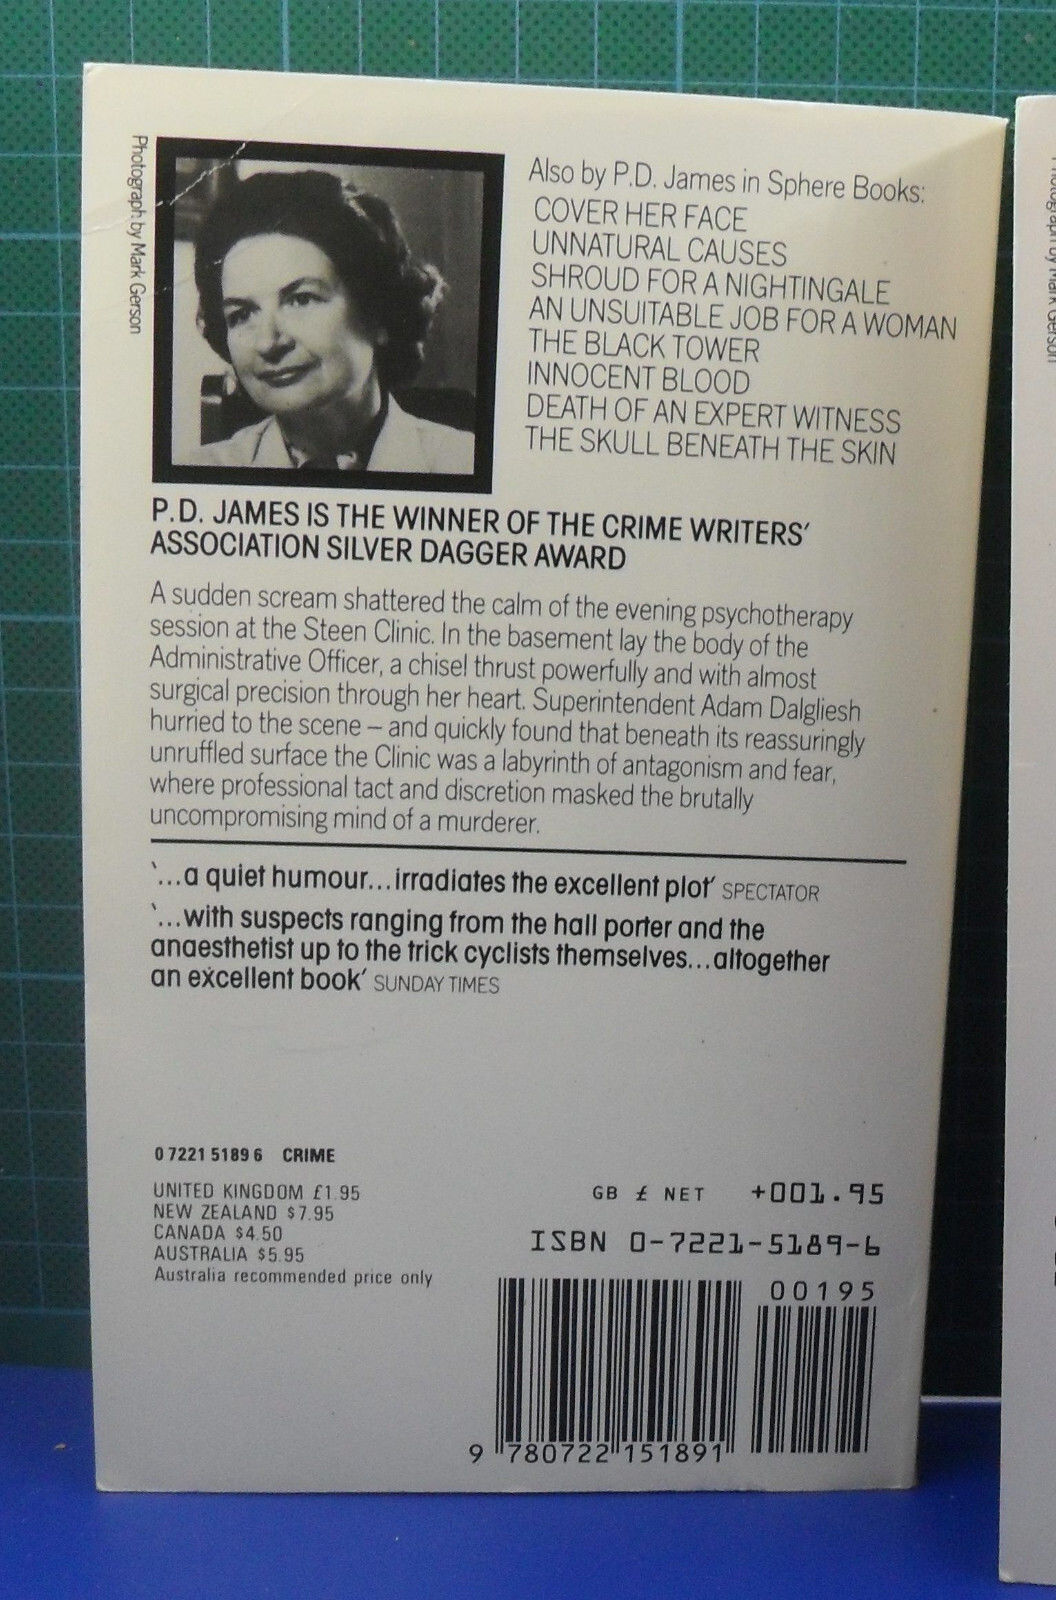 Photograph by Mark Gerson
Also by P.D. James in Sphere Books:
COVER HER FACE
UNNATURAL CAUSES
SHROUD FOR A NIGHTINGALE
AN UNSUITABLE JOB FOR A WOMAN
THE BLACK TOWER
INNOCENT BLOOD
DEATH OF AN EXPERT WITNESS
THE SKULL BENEATH THE SKIN
P.D. JAMES IS THE WINNER OF THE CRIME WRITERS'
ASSOCIATION SILVER DAGGER AWARD
A sudden scream shattered the calm of the evening psychotherapy
session at the Steen Clinic. In the basement lay the body of the
Administrative Officer, a chisel thrust powerfully and with almost
surgical precision through her heart. Superintendent Adam Dalgliesh
hurried to the scene – and quickly found that beneath its reassuringly
unruffled surface the Clinic was a labyrinth of antagonism and fear,
where professional tact and discretion masked the brutally
uncompromising mind of a murderer.
'...a quiet humour...irradiates the excellent plot' SPECTATOR
'...with suspects ranging from the hall porter and the
anaesthetist up to the trick cyclists themselves...altogether
an excellent book' SUNDAY TIMES
0 7221 5189 6 CRIME
UNITED KINGDOM £1.95
NEW ZEALAND $7.95
CANADA $4.50
AUSTRALIA $5.95
Australia recommended price only
GB £ NET +001.95
ISBN 0-7221-5189-6
00195
9 780722 151891
Photograph by Mark Gerson